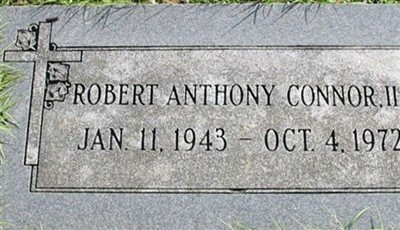 ROBERT ANTHONY CONNOR, II
JAN. 11, 1943 – OCT. 4, 1972